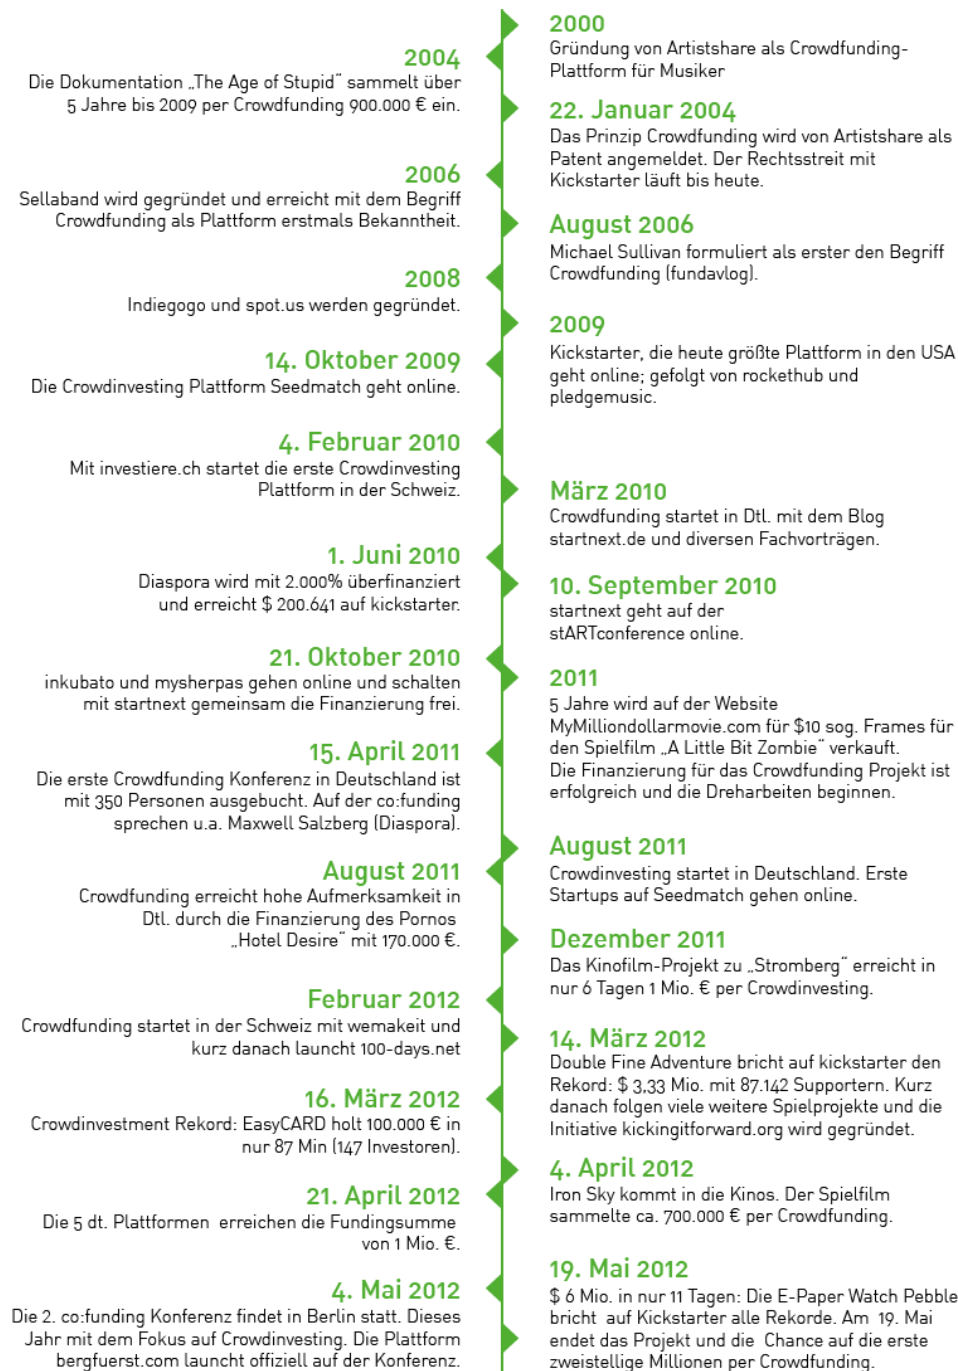 2000
Gründung von Artistshare als Crowdfunding-
Plattform für Musiker
2004
Die Dokumentation „The Age of Stupid“ sammelt über
5 Jahre bis 2009 per Crowdfunding 900.000 € ein.
22. Januar 2004
Das Prinzip Crowdfunding wird von Artistshare als
Patent angemeldet. Der Rechtsstreit mit
Kickstarter läuft bis heute.
2006
Sellaband wird gegründet und erreicht mit dem Begriff
Crowdfunding als Plattform erstmals Bekanntheit.
August 2006
Michael Sullivan formuliert als erster den Begriff
Crowdfunding (fundavlog).
2008
Indiegogo und spot.us werden gegründet.
2009
Kickstarter, die heute größte Plattform in den USA
geht online; gefolgt von rockethub und
pledgemusic.
14. Oktober 2009
Die Crowdinvesting Plattform Seedmatch geht online.
4. Februar 2010
Mit investiere.ch startet die erste Crowdinvesting
Plattform in der Schweiz.
März 2010
Crowdfunding startet in Dtl. mit dem Blog
startnext.de und diversen Fachvorträgen.
1. Juni 2010
Diaspora wird mit 2.000% überfinanziert
und erreicht $ 200.641 auf kickstarter.
10. September 2010
startnext geht auf der
stARTconference online.
21. Oktober 2010
inkubato und mysherpas gehen online und schalten
mit startnext gemeinsam die Finanzierung frei.
2011
5 Jahre wird auf der Website
MyMilliondollarmovie.com für $10 sog. Frames für
den Spielfilm „A Little Bit Zombie“ verkauft.
Die Finanzierung für das Crowdfunding Projekt ist
erfolgreich und die Dreharbeiten beginnen.
15. April 2011
Die erste Crowdfunding Konferenz in Deutschland ist
mit 350 Personen ausgebucht. Auf der co:funding
sprechen u.a. Maxwell Salzberg (Diaspora).
August 2011
Crowdinvesting startet in Deutschland. Erste
Startups auf Seedmatch gehen online.
August 2011
Crowdfunding erreicht hohe Aufmerksamkeit in
Dtl. durch die Finanzierung des Pornos
„Hotel Desire“ mit 170.000 €.
Dezember 2011
Das Kinofilm-Projekt zu „Stromberg“ erreicht in
nur 6 Tagen 1 Mio. € per Crowdinvesting.
Februar 2012
Crowdfunding startet in der Schweiz mit wemakeit und
kurz danach launcht 100-days.net
14. März 2012
Double Fine Adventure bricht auf kickstarter den
Rekord: $ 3,33 Mio. mit 87.142 Supportern. Kurz
danach folgen viele weitere Spielprojekte und die
Initiative kickingitforward.org wird gegründet.
16. März 2012
Crowdinvestment Rekord: EasyCARD holt 100.000 € in
nur 87 Min (147 Investoren).
4. April 2012
Iron Sky kommt in die Kinos. Der Spielfilm
sammelte ca. 700.000 € per Crowdfunding.
21. April 2012
Die 5 dt. Plattformen erreichen die Fundingsumme
von 1 Mio. €.
19. Mai 2012
$ 6 Mio. in nur 11 Tagen: Die E-Paper Watch Pebble
bricht auf Kickstarter alle Rekorde. Am 19. Mai
endet das Projekt und die Chance auf die erste
zweistellige Millionen per Crowdfunding.
4. Mai 2012
Die 2. co:funding Konferenz findet in Berlin statt. Dieses
Jahr mit dem Fokus auf Crowdinvesting. Die Plattform
bergfuerst.com launcht offiziell auf der Konferenz.